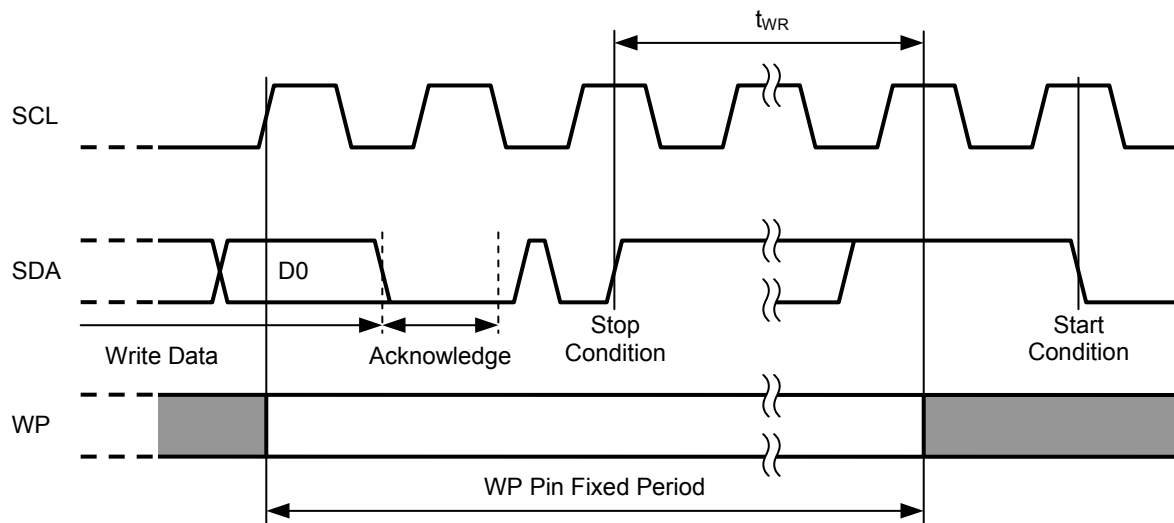 tWR
SCL
SDA
D0
Stop
Condition
Start
Condition
Write Data
Acknowledge
WP
WP Pin Fixed Period